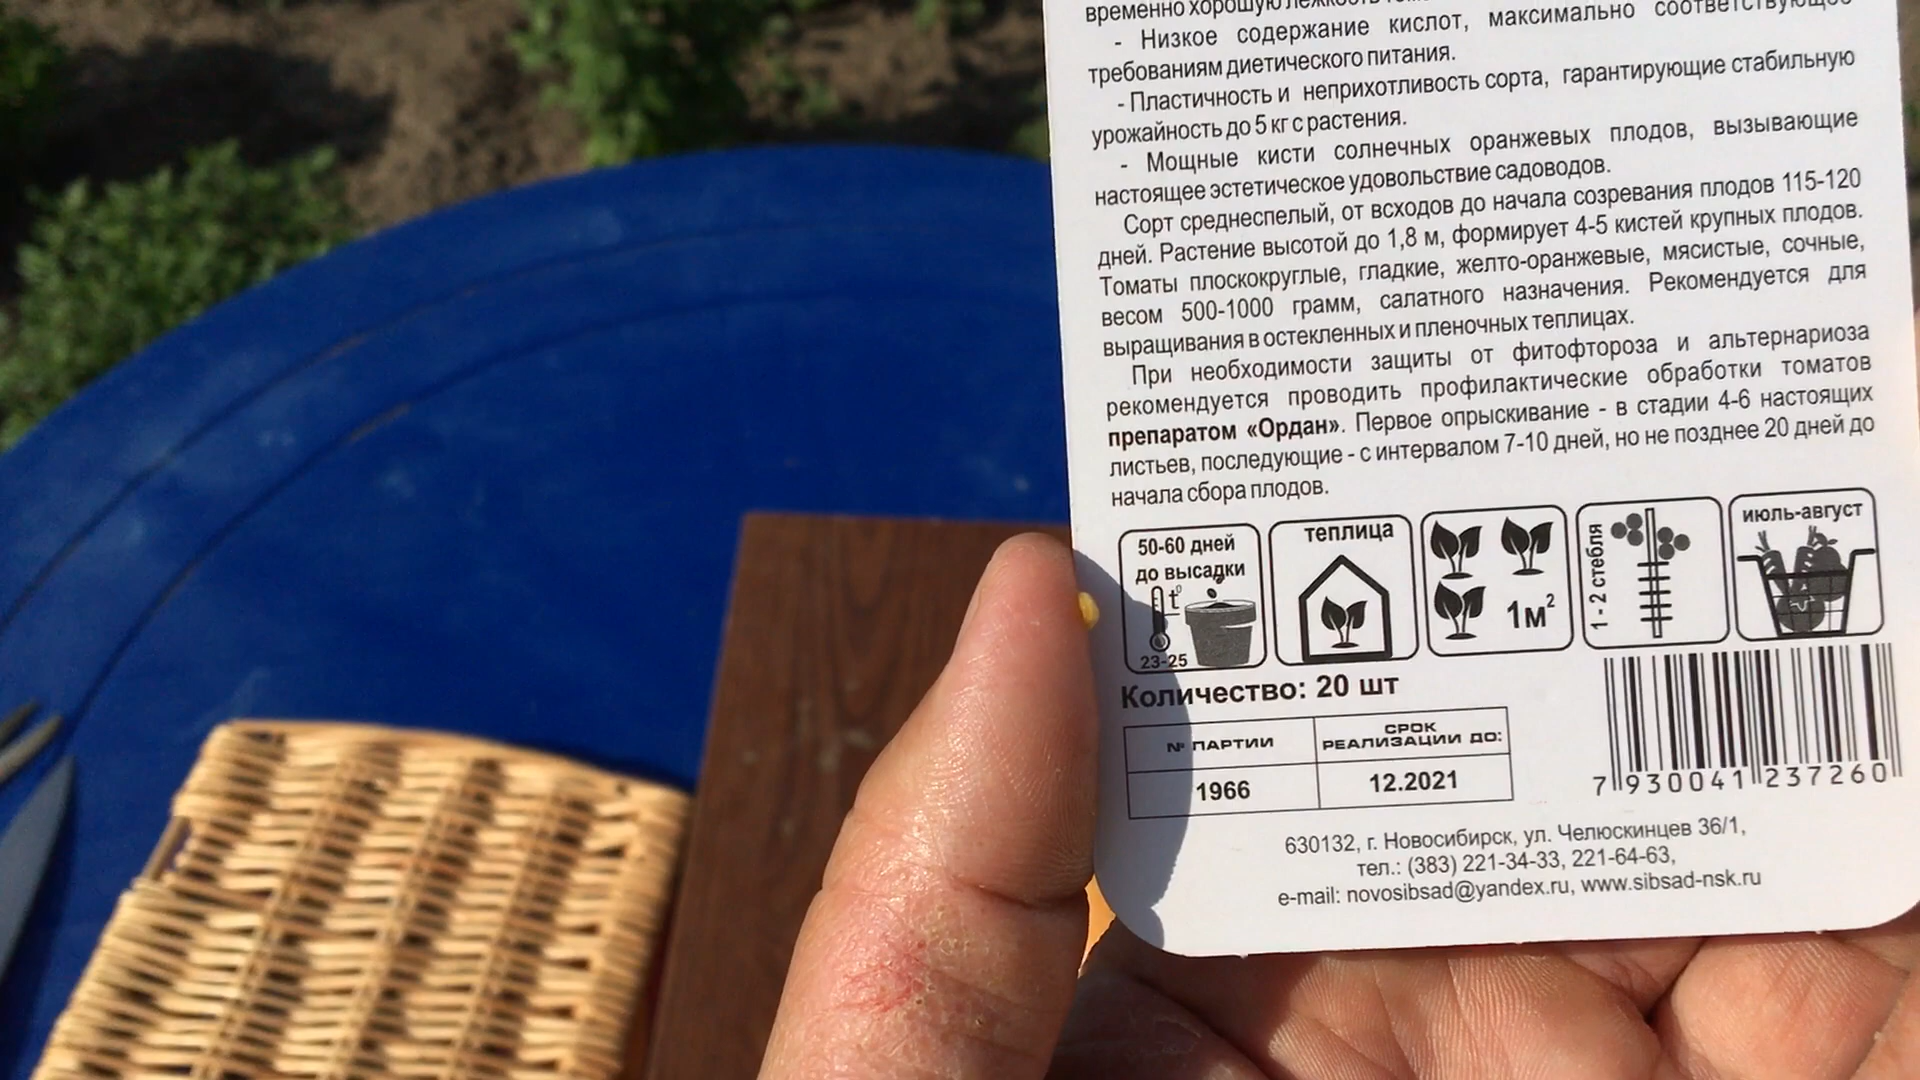 временно хорошую лежкость
- Низкое содержание кислот, максимально соответствующее
требованиям диетического питания.
- Пластичность и неприхотливость сорта, гарантирующие стабильную
урожайность до 5 кг с растения.
- Мощные кисти солнечных оранжевых плодов, вызывающие
настоящее эстетическое удовольствие садоводов.
Сорт среднеспелый, от всходов до начала созревания плодов 115-120
дней. Растение высотой до 1,8 м, формирует 4-5 кистей крупных плодов.
Томаты плоскокруглые, гладкие, желто-оранжевые, мясистые, сочные,
весом 500-1000 грамм, салатного назначения. Рекомендуется для
выращивания в остекленных и пленочных теплицах.
При необходимости защиты от фитофтороза и альтернариоза
рекомендуется проводить профилактические обработки томатов
препаратом «Ордан». Первое опрыскивание - в стадии 4-6 настоящих
листьев, последующие - с интервалом 7-10 дней, но не позднее 20 дней до
начала сбора плодов.
50-60 дней
до высадки
t⁰
23-25
теплица
1м²
1 - 2 стебля
июль-август
Количество: 20 шт
№ ПАРТИИ
СРОК
РЕАЛИЗАЦИИ ДО:
1966
12.2021
7 930041 237260
630132, г. Новосибирск, ул. Челюскинцев 36/1,
тел.: (383) 221-34-33, 221-64-63,
e-mail: novosibsad@yandex.ru, www.sibsad-nsk.ru